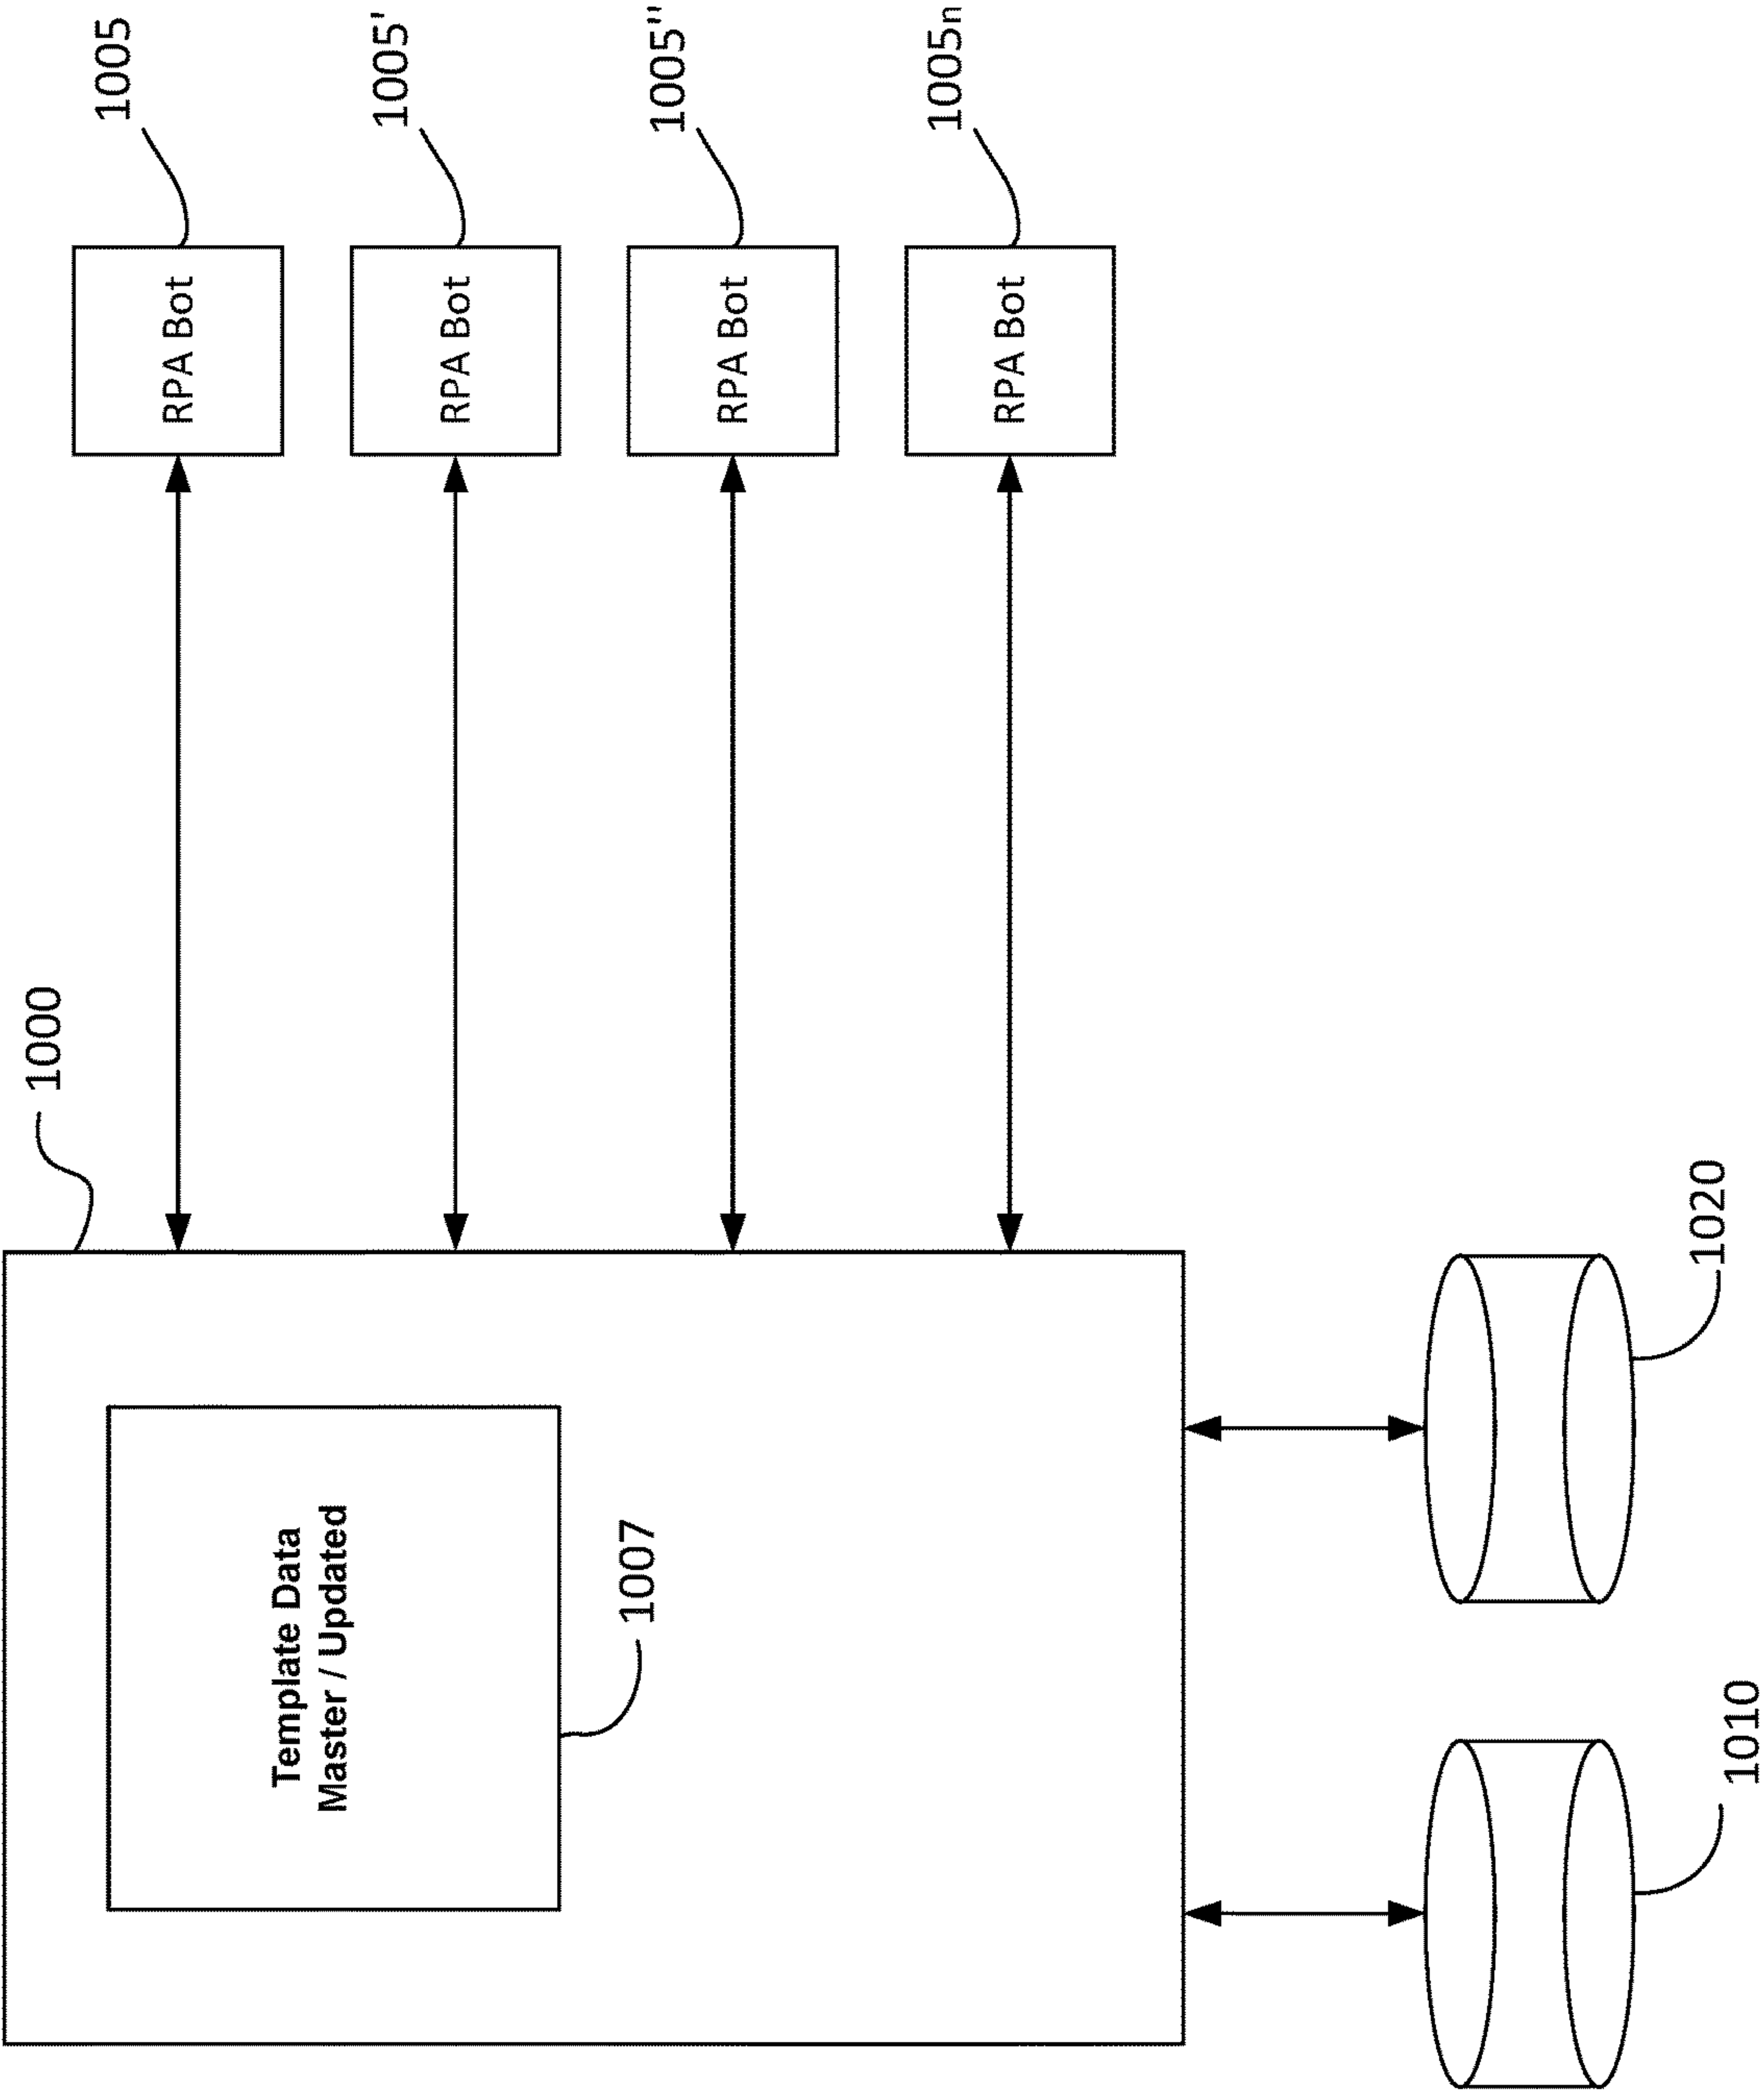 1000
1005
RPA Bot
Template Data
Master / Updated
1005'
RPA Bot
1007
1005''
RPA Bot
1005n
RPA Bot
1020
1010